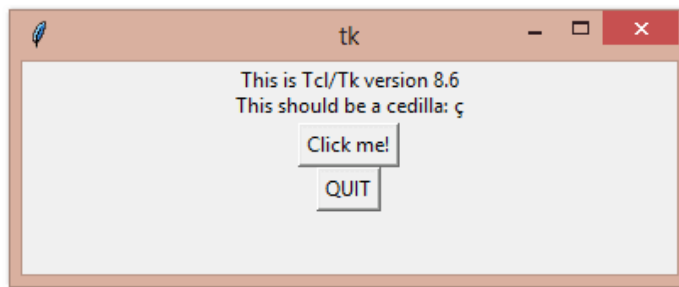 tk
This is Tcl/Tk version 8.6
This should be a cedilla: ç
Click me!
QUIT